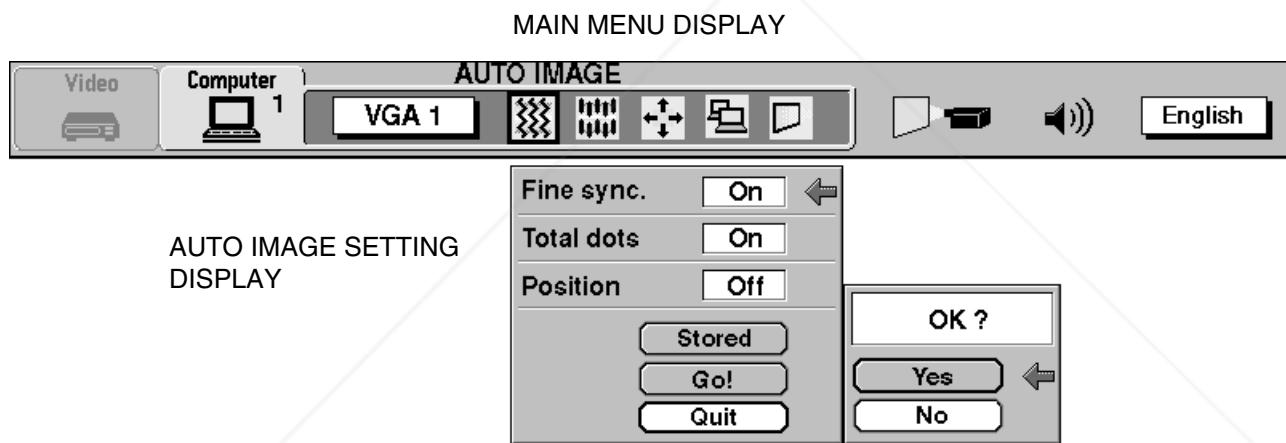 MAIN MENU DISPLAY
AUTO IMAGE
Video
Computer
1
VGA 1
English
AUTO IMAGE SETTING
DISPLAY
Fine sync. On
Total dots On
Position Off
Stored
Go!
Quit
OK ?
Yes
No